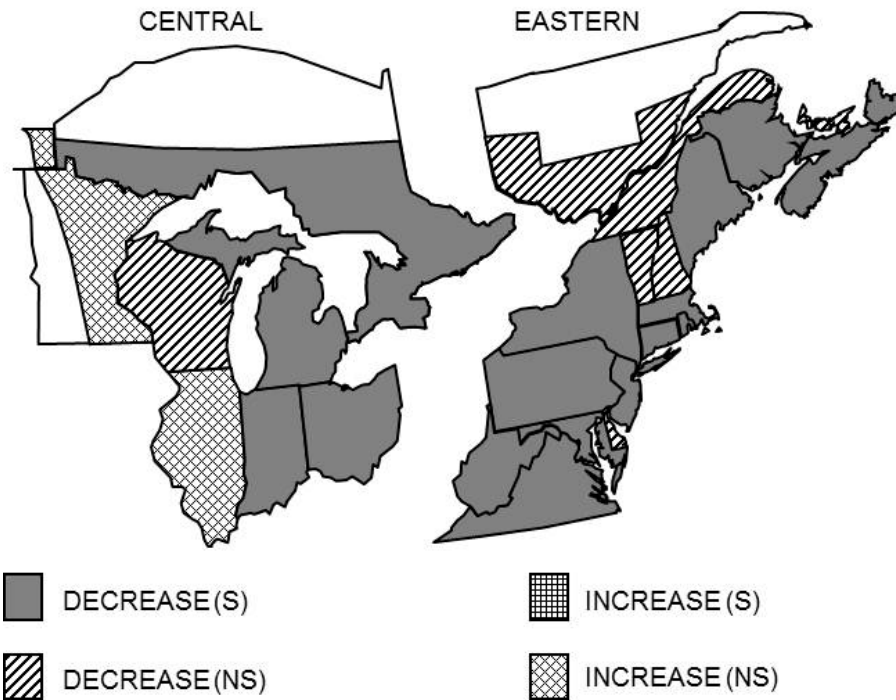 CENTRAL EASTERN
DECREASE (S) INCREASE (S)
DECREASE (NS) INCREASE (NS)